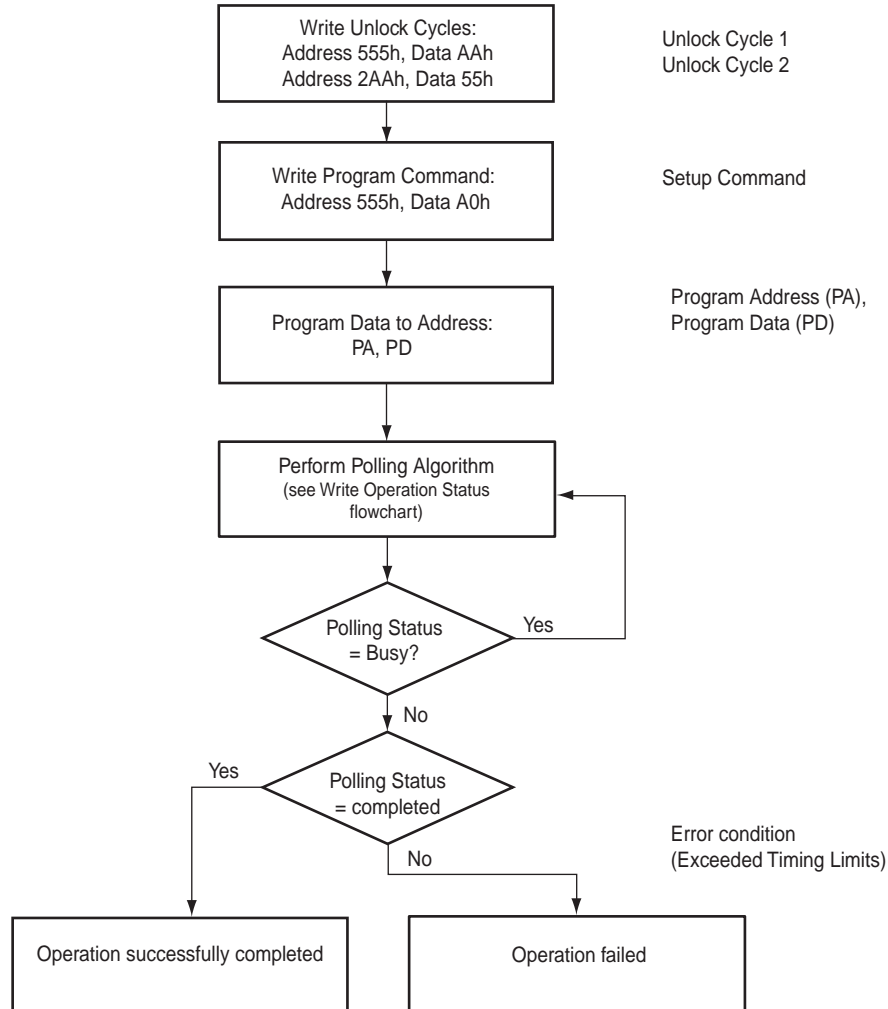 Write Unlock Cycles:
Address 555h, Data AAh
Address 2AAh, Data 55h
Unlock Cycle 1
Unlock Cycle 2
Write Program Command:
Address 555h, Data A0h
Setup Command
Program Data to Address:
PA, PD
Program Address (PA),
Program Data (PD)
Perform Polling Algorithm
(see Write Operation Status
flowchart)
Polling Status
= Busy?
Yes
No
Polling Status
= completed
Yes
No
Error condition
(Exceeded Timing Limits)
Operation successfully completed
Operation failed